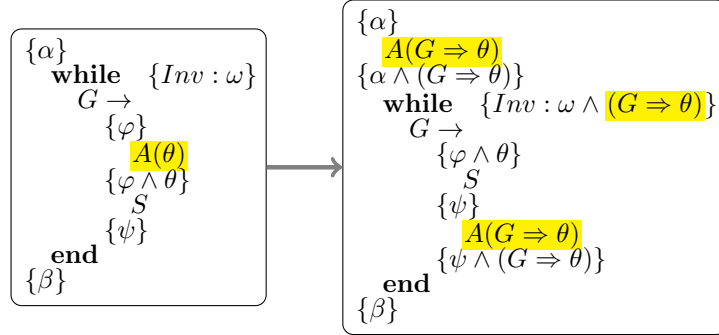 {α}
while {Inv : ω}
G →
{φ}
A(θ)
{φ ∧ θ}
S
{ψ}
end
{β}
{α}
A(G ⇒ θ)
{α ∧ (G ⇒ θ)}
while {Inv : ω ∧ (G ⇒ θ)}
G →
{φ ∧ θ}
S
{ψ}
A(G ⇒ θ)
{ψ ∧ (G ⇒ θ)}
end
{β}